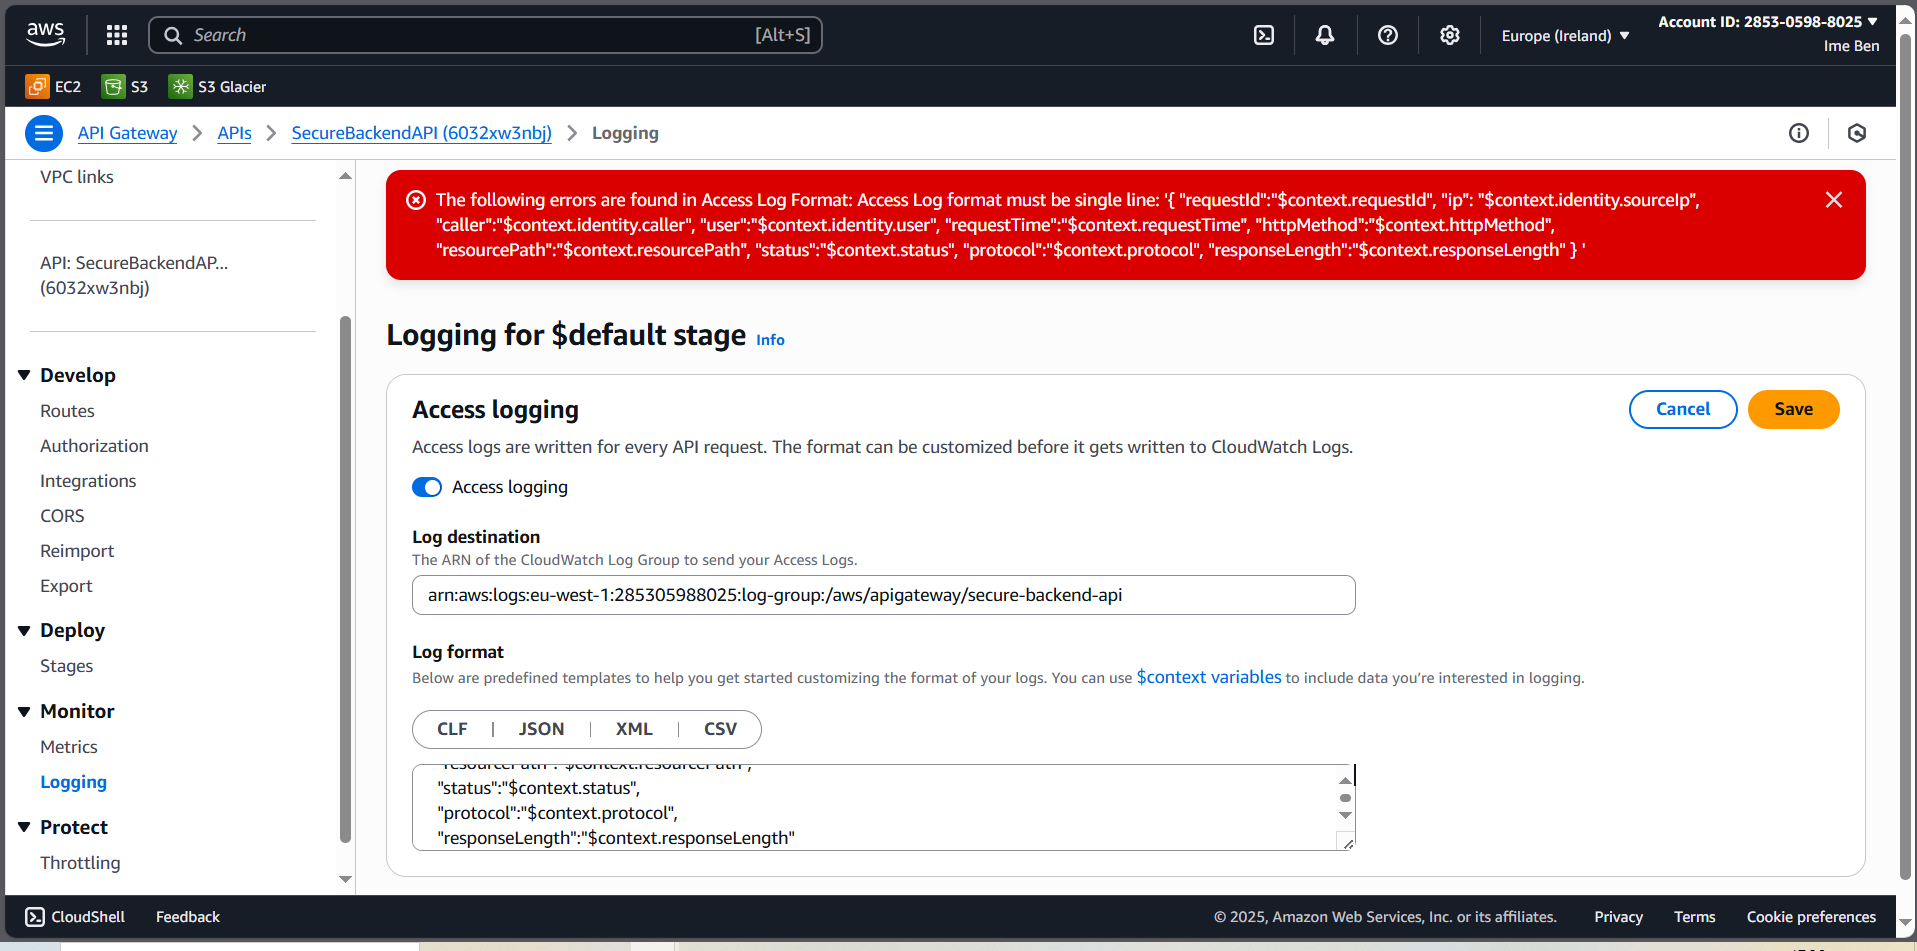 aws
Search
[Alt+S]
Europe (Ireland)
Account ID: 2853-0598-8025
Ime Ben
EC2
S3
S3 Glacier
API Gateway
APIs
SecureBackendAPI (6032xw3nbj)
Logging
VPC links
API: SecureBackendAP...
(6032xw3nbj)
Develop
Routes
Authorization
Integrations
CORS
Reimport
Export
Deploy
Stages
Monitor
Metrics
Logging
Protect
Throttling
The following errors are found in Access Log Format: Access Log format must be single line: '{ "requestId":"$context.requestId", "ip": "$context.identity.sourceIp",
"caller":"$context.identity.caller", "user":"$context.identity.user", "requestTime":"$context.requestTime", "httpMethod":"$context.httpMethod",
"resourcePath":"$context.resourcePath", "status":"$context.status", "protocol":"$context.protocol", "responseLength":"$context.responseLength" } '
Logging for $default stage Info
Access logging
Cancel
Save
Access logs are written for every API request. The format can be customized before it gets written to CloudWatch Logs.
Access logging
Log destination
The ARN of the CloudWatch Log Group to send your Access Logs.
arn:aws:logs:eu-west-1:285305988025:log-group:/aws/apigateway/secure-backend-api
Log format
Below are predefined templates to help you get started customizing the format of your logs. You can use $context variables to include data you're interested in logging.
CLF | JSON | XML | CSV
"resourcePath":"$context.resourcePath",
"status":"$context.status",
"protocol":"$context.protocol",
"responseLength":"$context.responseLength"
CloudShell
Feedback
© 2025, Amazon Web Services, Inc. or its affiliates.
Privacy
Terms
Cookie preferences